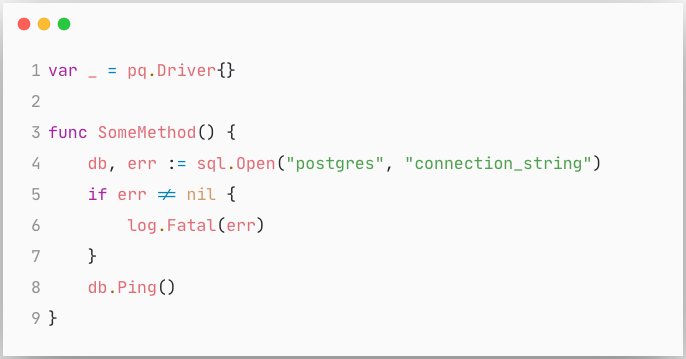 1 var _ = pq.Driver{}
2
3 func SomeMethod() {
4     db, err := sql.Open("postgres", "connection_string")
5     if err != nil {
6         log.Fatal(err)
7     }
8     db.Ping()
9 }